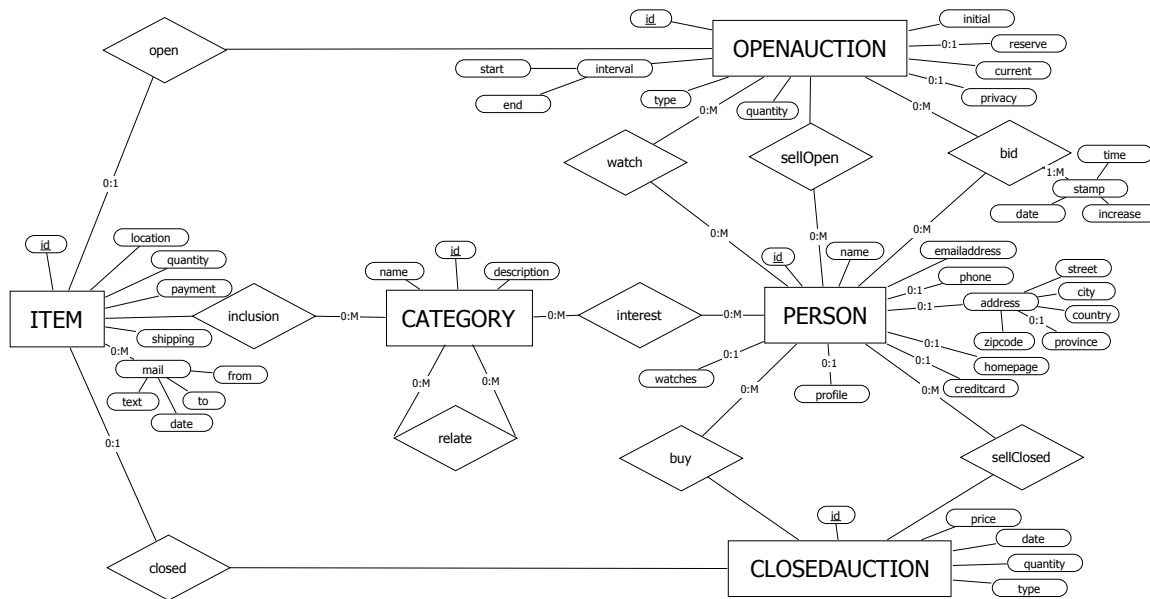 id
initial
open
OPENAUCTION
0:1
reserve
start
interval
current
0:1
end
type
quantity
privacy
0:M
0:M
watch
sellOpen
bid
time
0:1
1:M
stamp
date
increase
id
location
0:M
0:M
0:M
id
name
emailaddress
quantity
name
id
description
0:1
phone
street
payment
0:1
address
city
ITEM
inclusion
0:M
CATEGORY
0:M
interest
0:M
PERSON
country
shipping
0:1
zipcode
province
0:M
mail
from
0:1
watches
0:1
0:1
homepage
text
to
0:M
0:M
profile
0:1
creditcard
date
0:M
0:M
0:1
relate
buy
sellClosed
id
price
closed
CLOSEDAUCTION
date
quantity
type